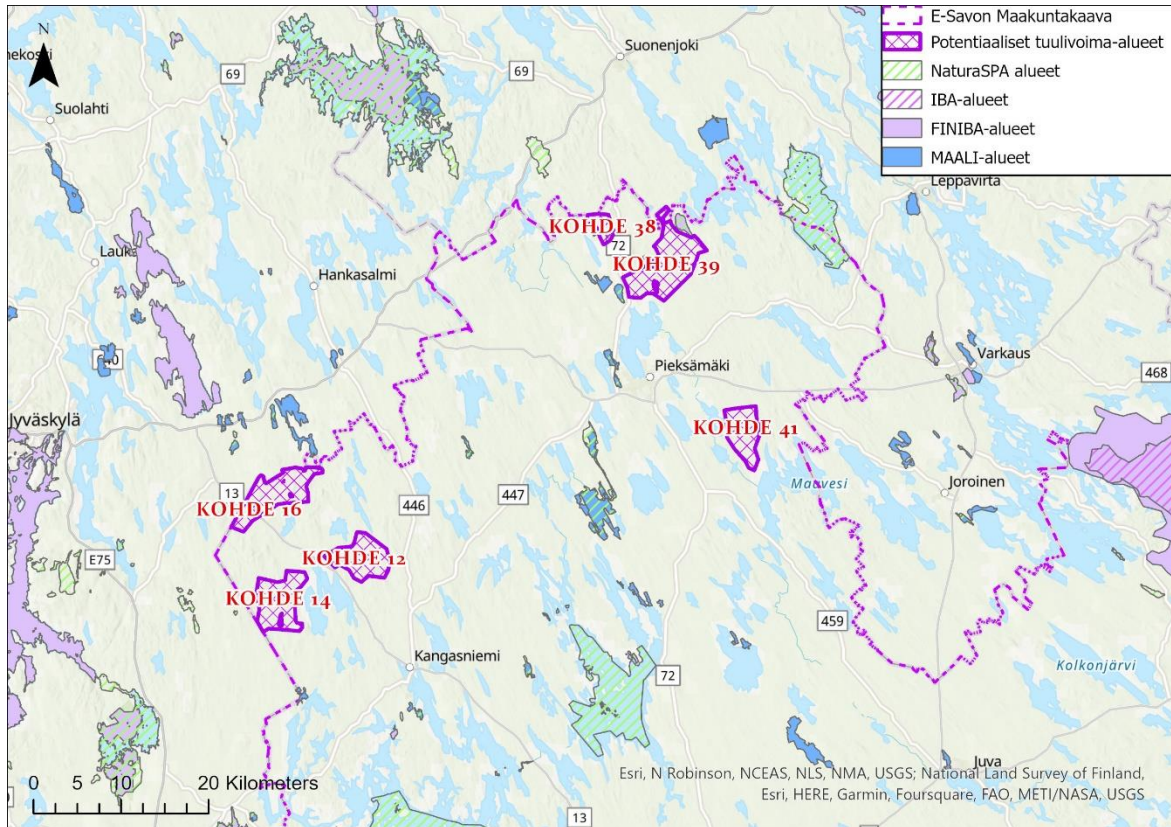 E-Savon Maakuntakaava
Potentiaaliset tuulivoima-alueet
NaturaSPA alueet
IBA-alueet
FINIBA-alueet
MAALI-alueet
N
nekoski
Suonenjoki
69
69
Suolahti
Leppävirta
KOHDE 38
72
Lauka
KOHDE 39
Hankasalmi
Varkaus
468
Pieksämäki
KOHDE 41
lyväskylä
Maavesi
13
446
447
Joroinen
KOHDE 16
KOHDE 12
E75
KOHDE 14
459
Kangasniemi
72
Kolkonjärvi
Juva
0 5 10 20 Kilometers
Esri, N Robinson, NCEAS, NLS, NMA, USGS; National Land Survey of Finland,
Esri, HERE, Garmin, Foursquare, FAO, METI/NASA, USGS
13